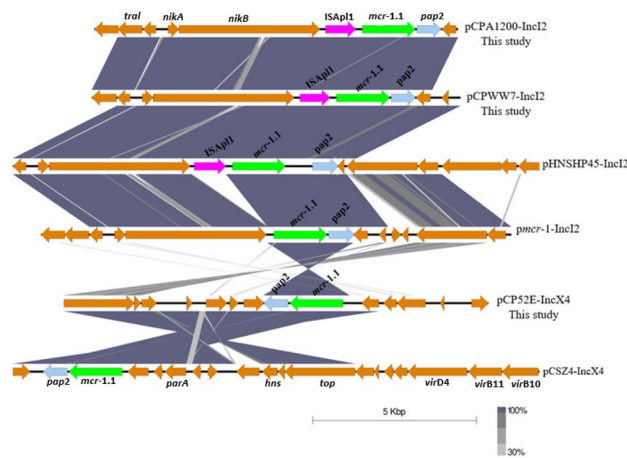 traI nikA nikB ISApl1 mcr-1.1 pap2
pCPA1200-IncI2
This study
ISApl1 mcr-1.1 pap2
pCPWW7-IncI2
This study
ISApl1 mcr-1.1 pap2
pHNSHP45-IncI2
mcr-1.1 pap2
pmcr-1-IncI2
pap2 mcr-1.1
pCP52E-IncX4
This study
pCSZ4-IncX4
pap2 mcr-1.1 parA hns top virD4 virB11 virB10
5 Kbp
100%
30%